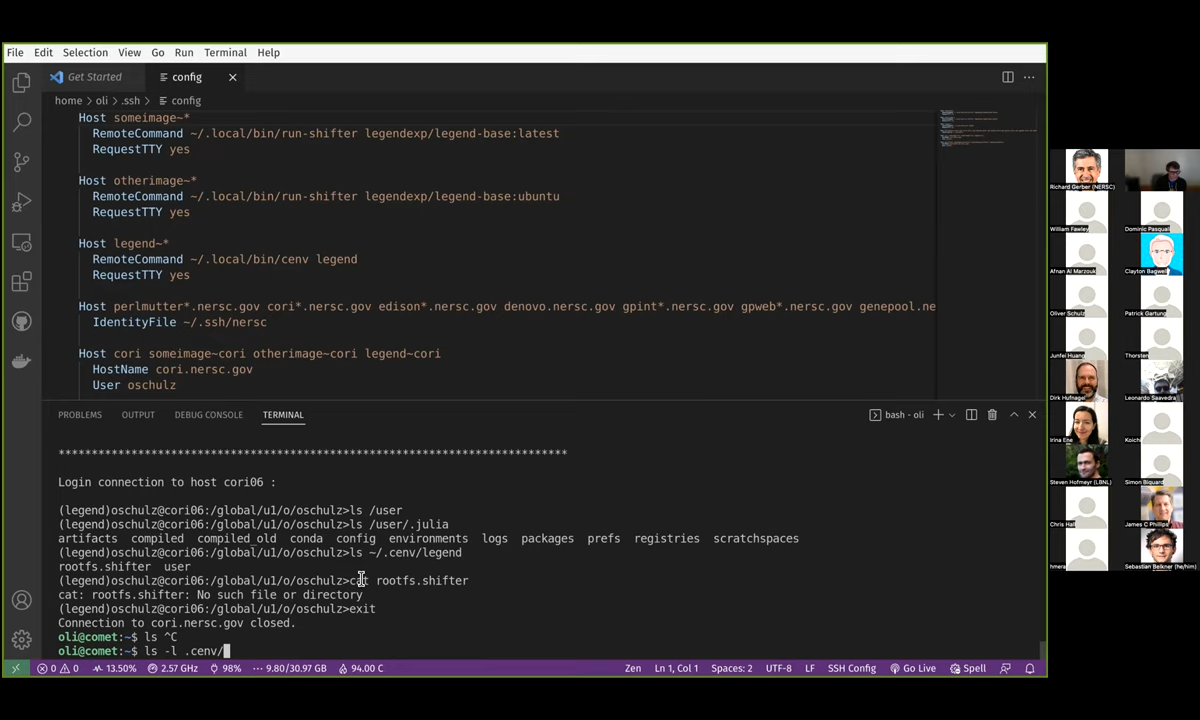 File Edit Selection View Go Run Terminal Help
Get Started config
home > oli > .ssh > config
Host someimage~*
RemoteCommand ~/.local/bin/run-shifter legendexp/legend-base:latest
RequestTTY yes
Host otherimage~*
RemoteCommand ~/.local/bin/run-shifter legendexp/legend-base:ubuntu
RequestTTY yes
Host legend~*
RemoteCommand ~/.local/bin/cenv legend
RequestTTY yes
Host perlmutter*.nersc.gov cori*.nersc.gov edison*.nersc.gov denovo.nersc.gov gpint*.nersc.gov gpweb*.nersc.gov genepool.ne
IdentityFile ~/.ssh/nersc
Host cori someimage~cori otherimage~cori legend~cori
HostName cori.nersc.gov
User oschulz
PROBLEMS OUTPUT DEBUG CONSOLE TERMINAL
bash - oli
*****************************************************************************
Login connection to host cori06 :
(legend)oschulz@cori06:/global/u1/o/oschulz>ls /user
(legend)oschulz@cori06:/global/u1/o/oschulz>ls /user/.julia
artifacts compiled compiled_old conda config environments logs packages prefs registries scratchspaces
(legend)oschulz@cori06:/global/u1/o/oschulz>ls ~/.cenv/legend
rootfs.shifter user
(legend)oschulz@cori06:/global/u1/o/oschulz>cat rootfs.shifter
cat: rootfs.shifter: No such file or directory
(legend)oschulz@cori06:/global/u1/o/oschulz>exit
Connection to cori.nersc.gov closed.
oli@comet:~$ ls ^C
oli@comet:~$ ls -l .cenv/
0 0 13.50% 2.57 GHz 98% 9.80/30.97 GB 94.00 C Zen Ln 1, Col 1 Spaces: 2 UTF-8 LF SSH Config Go Live Spell
Richard Gerber (NERSC)
William Fawley Dominic Pasquali
Afnan Al Marzouk Clayton Bagwell
Oliver Schulz Patrick Gartung
Junfei Huang Thorsten
Dirk Hufnagel Leonardo Saavedra
Irina Ene Koichi
Steven Hofmeyr (LBNL) Simon Biquard
Chris Hall James C Phillips
hmera Sebastian Belkner (he/him)